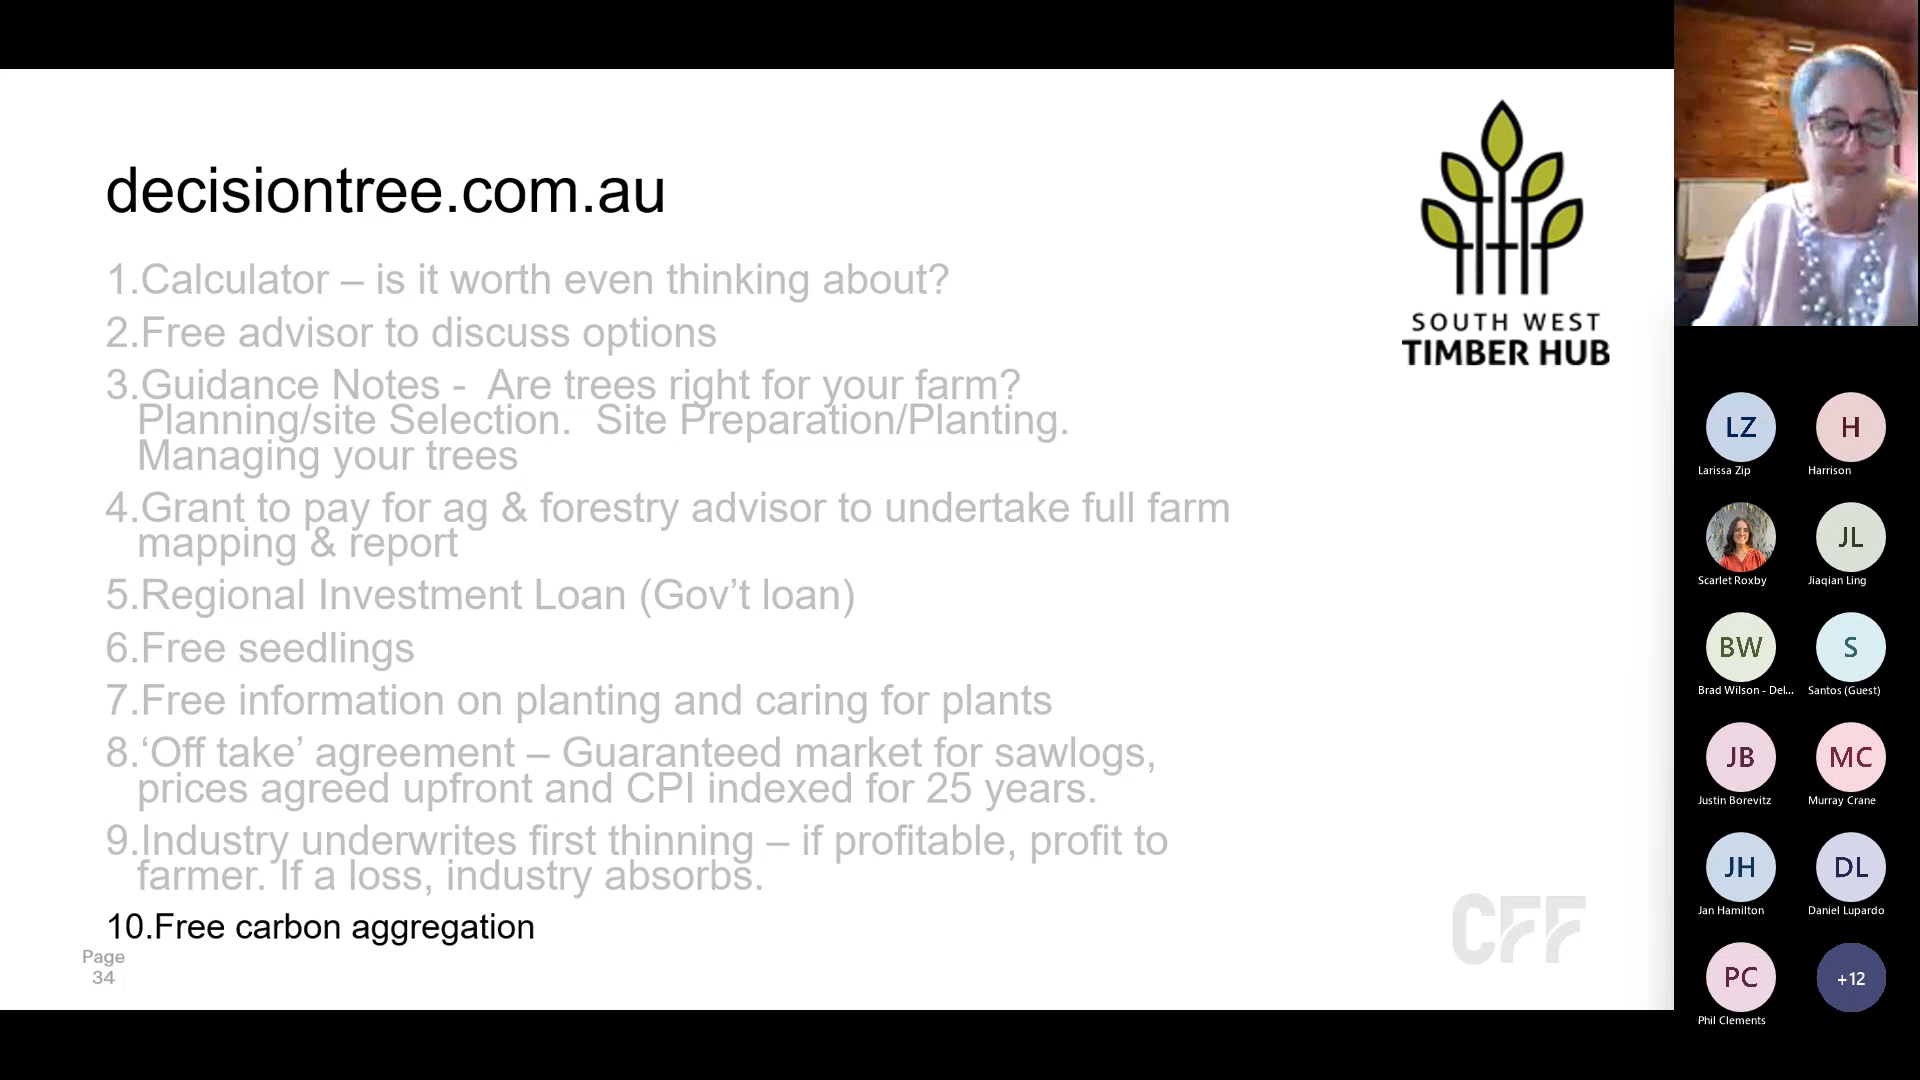 decisiontree.com.au
1.Calculator – is it worth even thinking about?
2.Free advisor to discuss options
3.Guidance Notes -  Are trees right for your farm?
Planning/site Selection.  Site Preparation/Planting.
Managing your trees
4.Grant to pay for ag & forestry advisor to undertake full farm
mapping & report
5.Regional Investment Loan (Gov’t loan)
6.Free seedlings
7.Free information on planting and caring for plants
8.‘Off take’ agreement – Guaranteed market for sawlogs,
prices agreed upfront and CPI indexed for 25 years.
9.Industry underwrites first thinning – if profitable, profit to
farmer. If a loss, industry absorbs.
10.Free carbon aggregation
Page
34
SOUTH WEST
TIMBER HUB
CFF
LZ
Larissa Zip
H
Harrison
Scarlet Roxby
JL
Jiaqian Ling
BW
Brad Wilson - Del...
S
Santos (Guest)
JB
Justin Borevitz
MC
Murray Crane
JH
Jan Hamilton
DL
Daniel Lupardo
PC
Phil Clements
+12